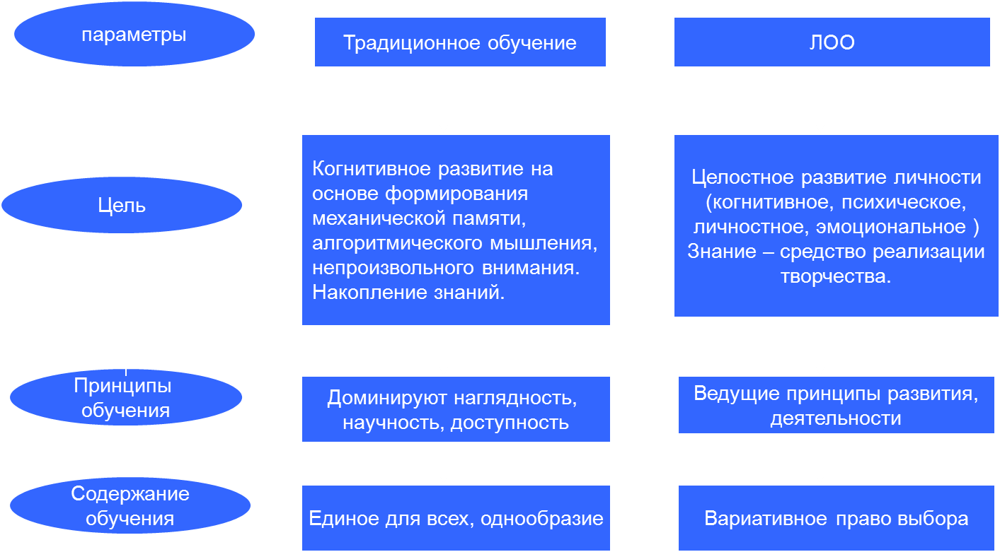 параметры
Традиционное обучение
ЛОО
Цель
Когнитивное развитие на
основе формирования
механической памяти,
алгоритмического мышления,
непроизвольного внимания.
Накопление знаний.
Целостное развитие личности
(когнитивное, психическое,
личностное, эмоциональное )
Знание – средство реализации
творчества.
Принципы
обучения
Доминируют наглядность,
научность, доступность
Ведущие принципы развития,
деятельности
Содержание
обучения
Единое для всех, однообразие
Вариативное право выбора